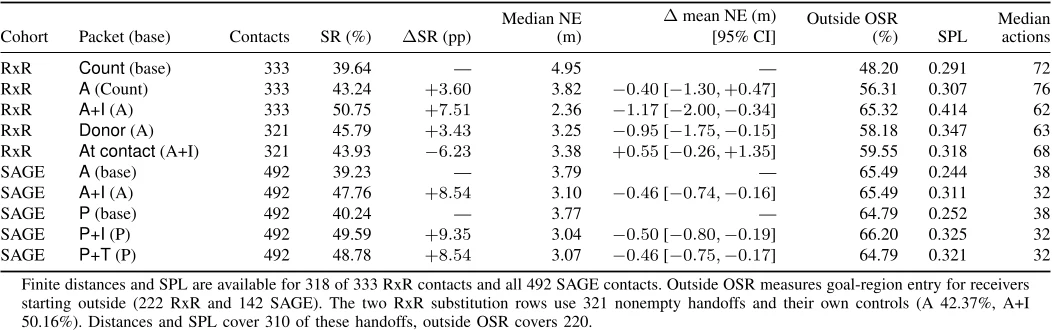 Cohort Packet (base) Contacts SR (%) ΔSR (pp) Median NE (m) Δ mean NE (m) [95% CI] Outside OSR (%) SPL Median actions
RxR Count (base) 333 39.64 — 4.95 — 48.20 0.291 72
RxR A (Count) 333 43.24 +3.60 3.82 −0.40 [−1.30, +0.47] 56.31 0.307 76
RxR A+I (A) 333 50.75 +7.51 2.36 −1.17 [−2.00, −0.34] 65.32 0.414 62
RxR Donor (A) 321 45.79 +3.43 3.25 −0.95 [−1.75, −0.15] 58.18 0.347 63
RxR At contact (A+I) 321 43.93 −6.23 3.38 +0.55 [−0.26, +1.35] 59.55 0.318 68
SAGE A (base) 492 39.23 — 3.79 — 65.49 0.244 38
SAGE A+I (A) 492 47.76 +8.54 3.10 −0.46 [−0.74, −0.16] 65.49 0.311 32
SAGE P (base) 492 40.24 — 3.77 — 64.79 0.252 38
SAGE P+I (P) 492 49.59 +9.35 3.04 −0.50 [−0.80, −0.19] 66.20 0.325 32
SAGE P+T (P) 492 48.78 +8.54 3.07 −0.46 [−0.75, −0.17] 64.79 0.321 32
Finite distances and SPL are available for 318 of 333 RxR contacts and all 492 SAGE contacts. Outside OSR measures goal-region entry for receivers
starting outside (222 RxR and 142 SAGE). The two RxR substitution rows use 321 nonempty handoffs and their own controls (A 42.37%, A+I
50.16%). Distances and SPL cover 310 of these handoffs, outside OSR covers 220.